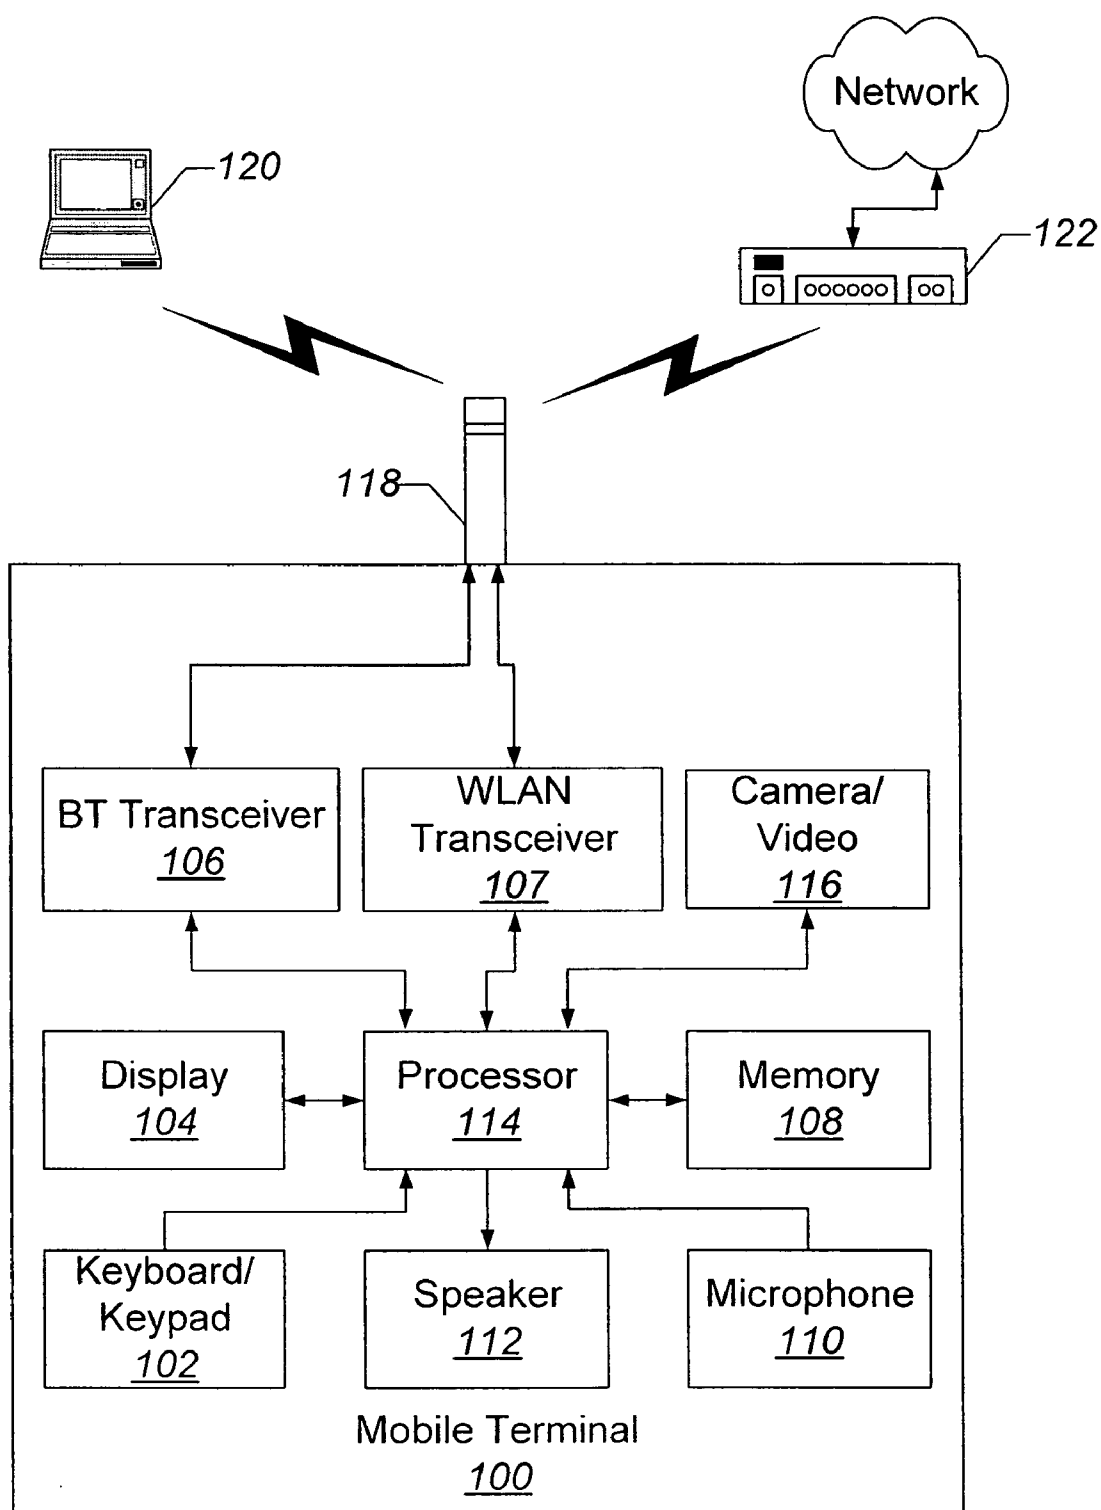 Network
120
122
118
BT Transceiver
106
WLAN
Transceiver
107
Camera/
Video
116
Display
104
Processor
114
Memory
108
Keyboard/
Keypad
102
Speaker
112
Microphone
110
Mobile Terminal
100